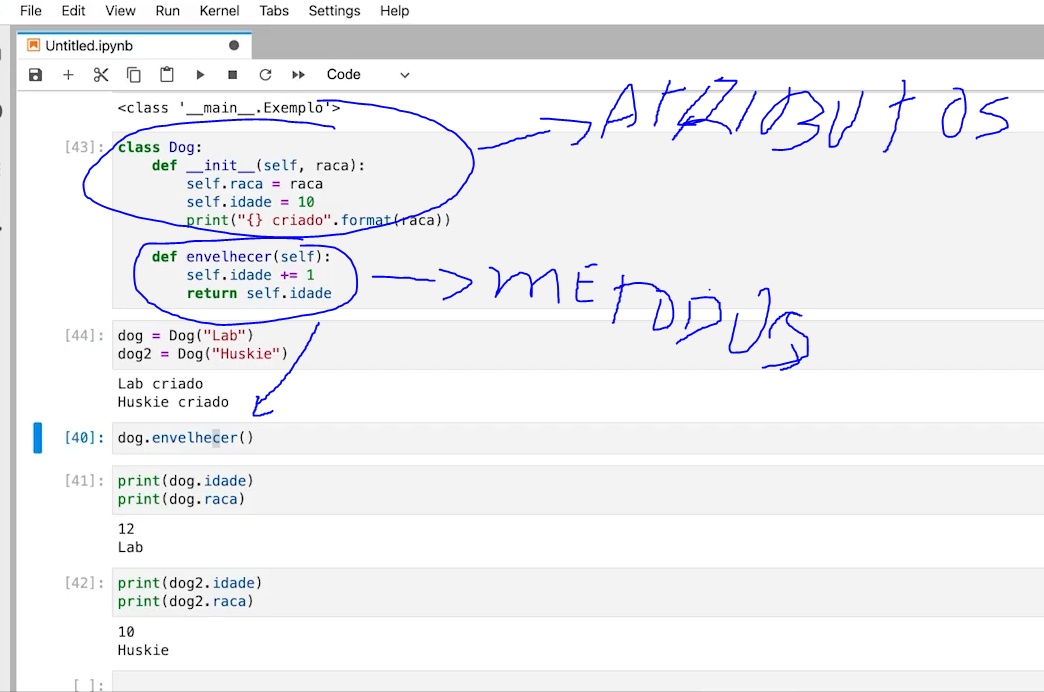 File Edit View Run Kernel Tabs Settings Help
Untitled.ipynb
Code
<class '__main__.Exemplo'>
ATRIBUTOS
[43]: class Dog:
def __init__(self, raca):
self.raca = raca
self.idade = 10
print("{} criado".format(raca))
def envelhecer(self):
self.idade += 1
return self.idade
METODOS
[44]: dog = Dog("Lab")
dog2 = Dog("Huskie")
Lab criado
Huskie criado
[40]: dog.envelhecer()
[41]: print(dog.idade)
print(dog.raca)
12
Lab
[42]: print(dog2.idade)
print(dog2.raca)
10
Huskie
[ ]: